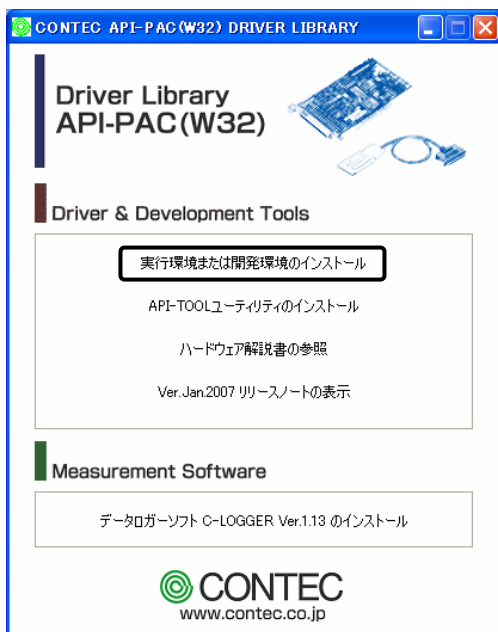 CONTEC API-PAC(W32) DRIVER LIBRARY
Driver Library
API-PAC(W32)
Driver & Development Tools
実行環境または開発環境のインストール
API-TOOLユーティリティのインストール
ハードウェア解説書の参照
Ver.Jan.2007 リリースノートの表示
Measurement Software
データロガーソフト C-LOGGER Ver.1.13 のインストール
CONTEC
www.contec.co.jp